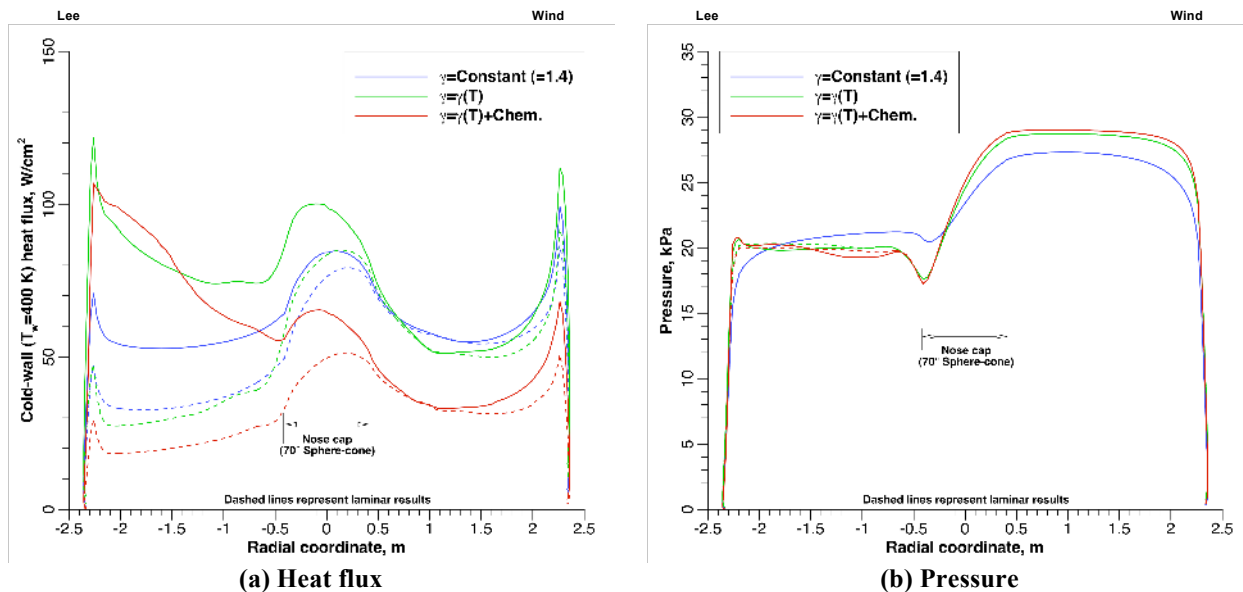 Lee
Wind
150
100
50
0
Cold-wall (Tw=400 K) heat flux, W/cm2
γ=Constant (=1.4)
γ=γ(T)
γ=γ(T)+Chem.
Nose cap
(70° Sphere-cone)
Dashed lines represent laminar results
-2.5 -2 -1.5 -1 -0.5 0 0.5 1 1.5 2 2.5
Radial coordinate, m
(a) Heat flux
Lee
Wind
35
30
25
20
15
10
5
0
Pressure, kPa
γ=Constant (=1.4)
γ=γ(T)
γ=γ(T)+Chem.
Nose cap
(70° Sphere-cone)
Dashed lines represent laminar results
-2.5 -2 -1.5 -1 -0.5 0 0.5 1 1.5 2 2.5
Radial coordinate, m
(b) Pressure